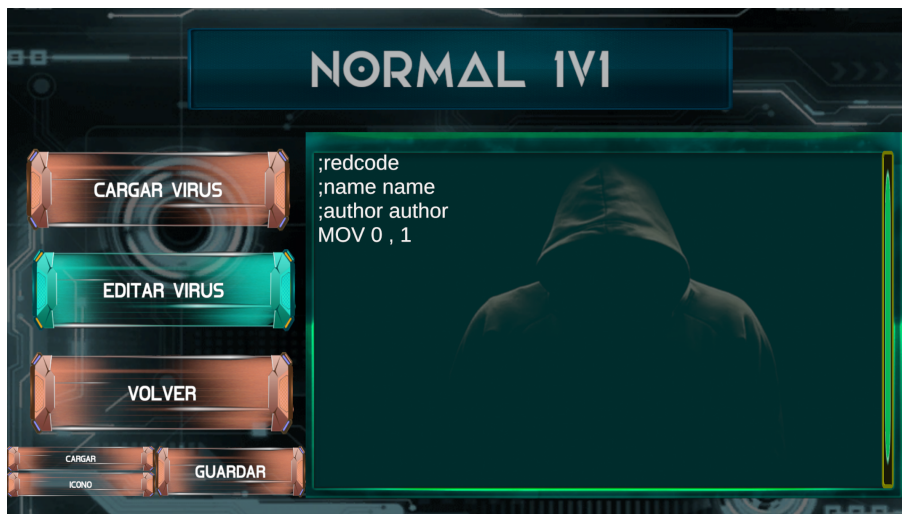 NORMAL 1V1
CARGAR VIRUS
EDITAR VIRUS
VOLVER
CARGAR
ICONO
GUARDAR
;redcode
;name name
;author author
MOV 0 , 1